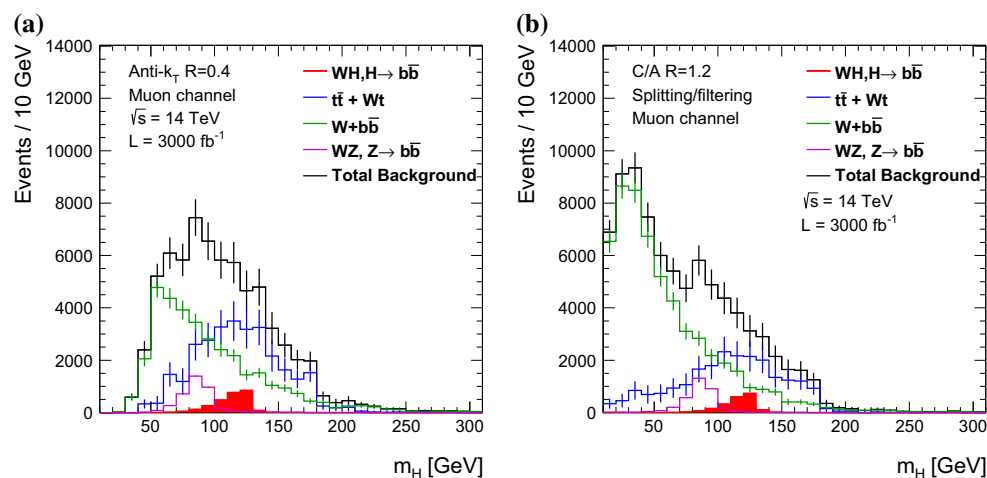 (a)
Events / 10 GeV
14000
12000
10000
8000
6000
4000
2000
0
Anti-k_T R=0.4
Muon channel
√s = 14 TeV
L = 3000 fb⁻¹
WH,H→ bb̅
tt̅ + Wt
W+bb̅
WZ, Z→ bb̅
Total Background
50 100 150 200 250 300
m_H [GeV]
(b)
Events / 10 GeV
14000
12000
10000
8000
6000
4000
2000
0
C/A R=1.2
Splitting/filtering
Muon channel
WH,H→ bb̅
tt̅ + Wt
W+bb̅
WZ, Z→ bb̅
Total Background
√s = 14 TeV
L = 3000 fb⁻¹
50 100 150 200 250 300
m_H [GeV]